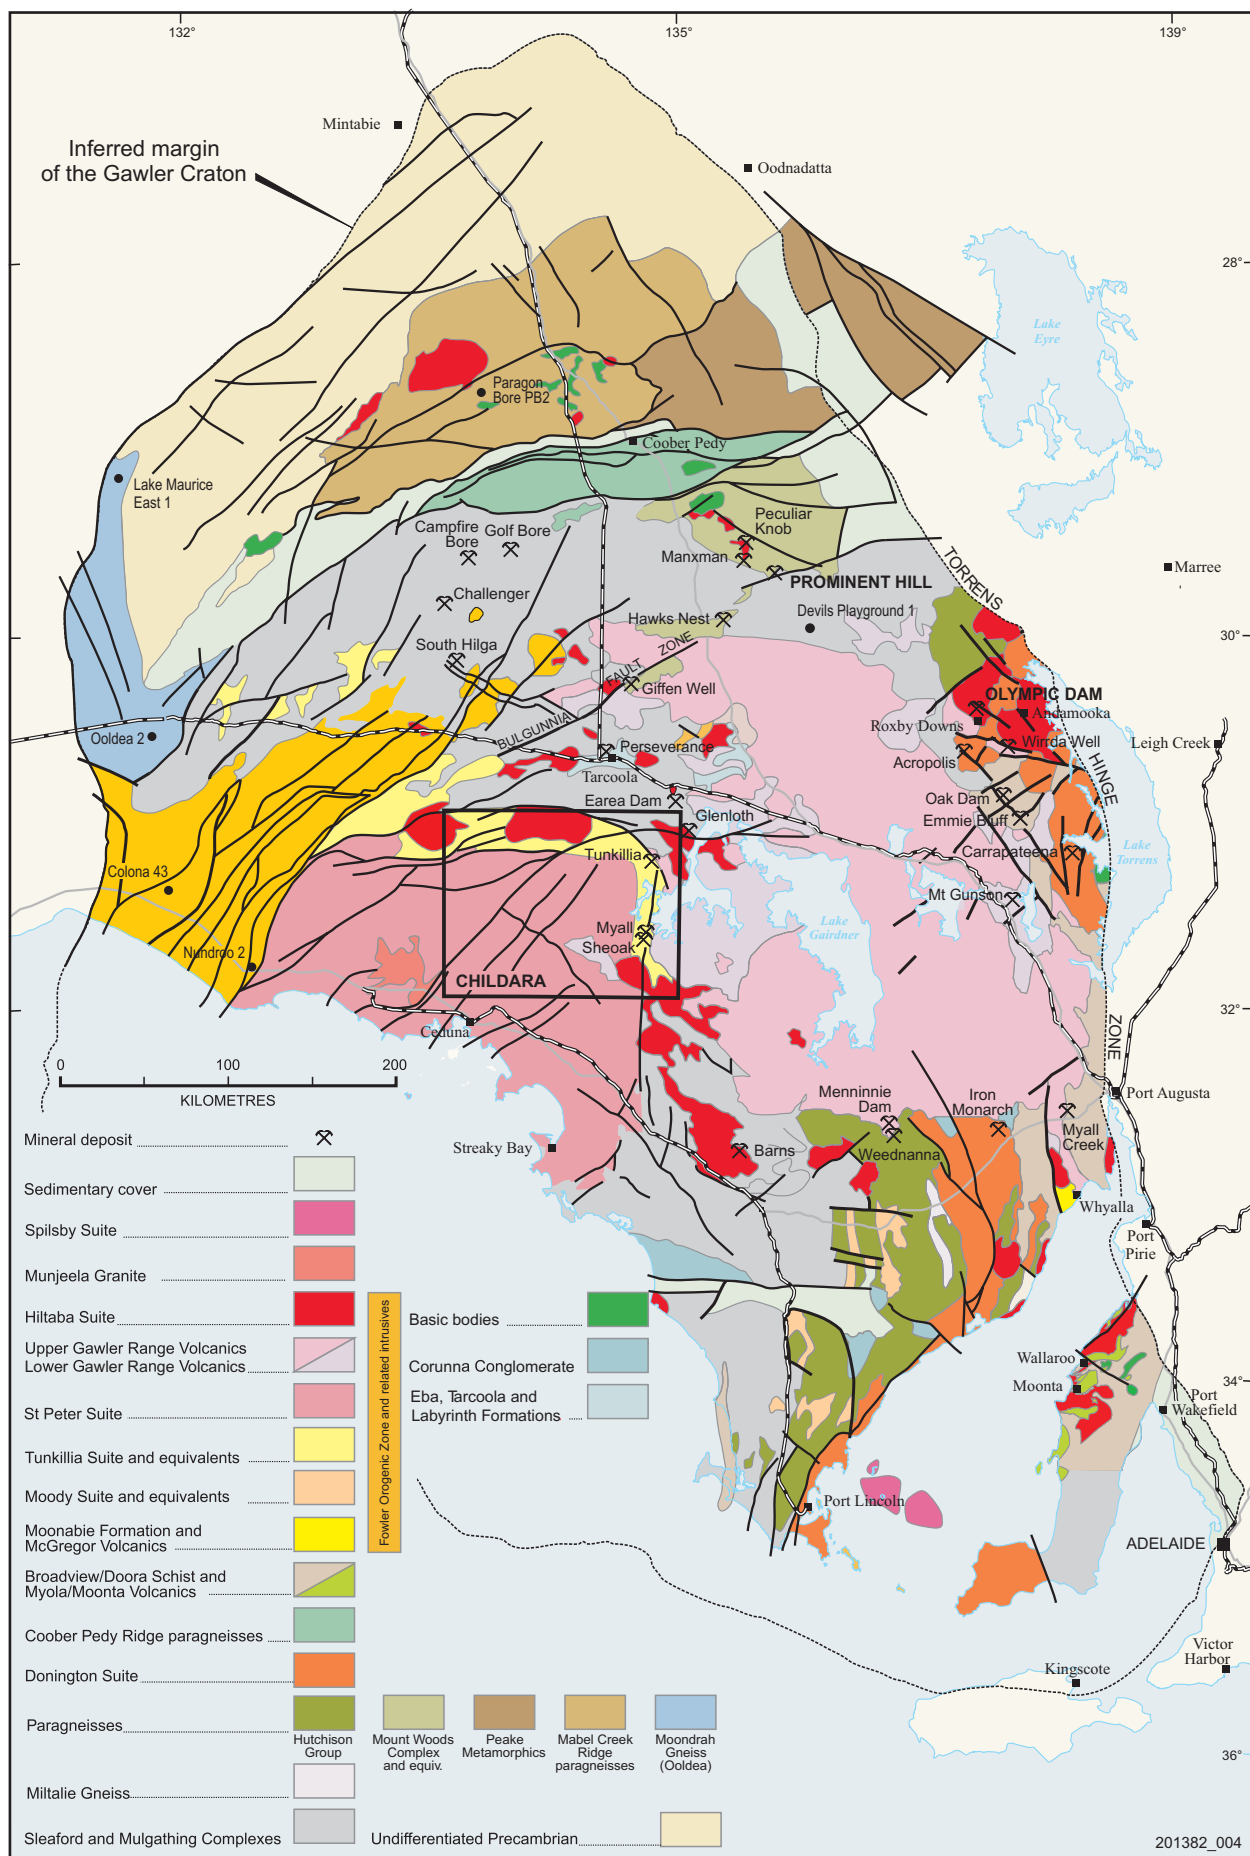 132°
135°
139°
Mintabie
Inferred margin
of the Gawler Craton
Oodnadatta
28°
Lake
Eyre
Paragon
Bore PB2
Coober Pedy
Lake Maurice
East 1
Campfire
Bore
Golf Bore
Peculiar
Knob
Manxman
PROMINENT HILL
TORRENS
Marree
Challenger
Devils Playground 1
Hawks Nest
30°
South Hilga
FAULT
ZONE
Giffen Well
BULGUNNIA
OLYMPIC DAM
Andamooka
Roxby Downs
Ooldea 2
Perseverance
Wirrda Well
Leigh Creek
Acropolis
HINGE
Tarcoola
Earea Dam
Oak Dam
Glenloth
Emmie Bluff
Tunkillia
Carrapateena
Lake
Torrens
Colona 43
Mt Gunson
Myall
Sheoak
Lake
Gairdner
Nundroo 2
CHILDARA
Ceduna
32°
ZONE
0
100
200
KILOMETRES
Menninnie
Dam
Iron
Monarch
Port Augusta
Myall
Creek
Streaky Bay
Barns
Weednanna
Whyalla
Port
Pirie
Mineral deposit
Sedimentary cover
Spilsby Suite
Munjeela Granite
Hiltaba Suite
Upper Gawler Range Volcanics
Lower Gawler Range Volcanics
St Peter Suite
Tunkillia Suite and equivalents
Moody Suite and equivalents
Moonabie Formation and
McGregor Volcanics
Broadview/Doora Schist and
Myola/Moonta Volcanics
Coober Pedy Ridge paragneisses
Donington Suite
Paragneisses
Hutchison
Group
Mount Woods
Complex
and equiv.
Peake
Metamorphics
Mabel Creek
Ridge
paragneisses
Moondrah
Gneiss
(Ooldea)
Miltalie Gneiss
Sleaford and Mulgathing Complexes
Undifferentiated Precambrian
Fowler Orogenic Zone and related intrusives
Basic bodies
Corunna Conglomerate
Eba, Tarcoola and
Labyrinth Formations
Wallaroo
Moonta
34°
Port
Wakefield
Port Lincoln
ADELAIDE
Victor
Harbor
Kingscote
36°
201382_004